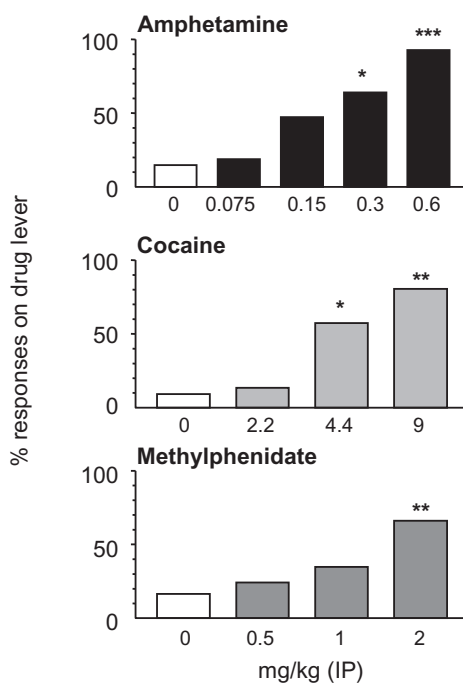 Amphetamine
***
100
*
50
0
0 0.075 0.15 0.3 0.6
% responses on drug lever
Cocaine
100
**
*
50
0
0 2.2 4.4 9
Methylphenidate
100
**
50
0
0 0.5 1 2
mg/kg (IP)